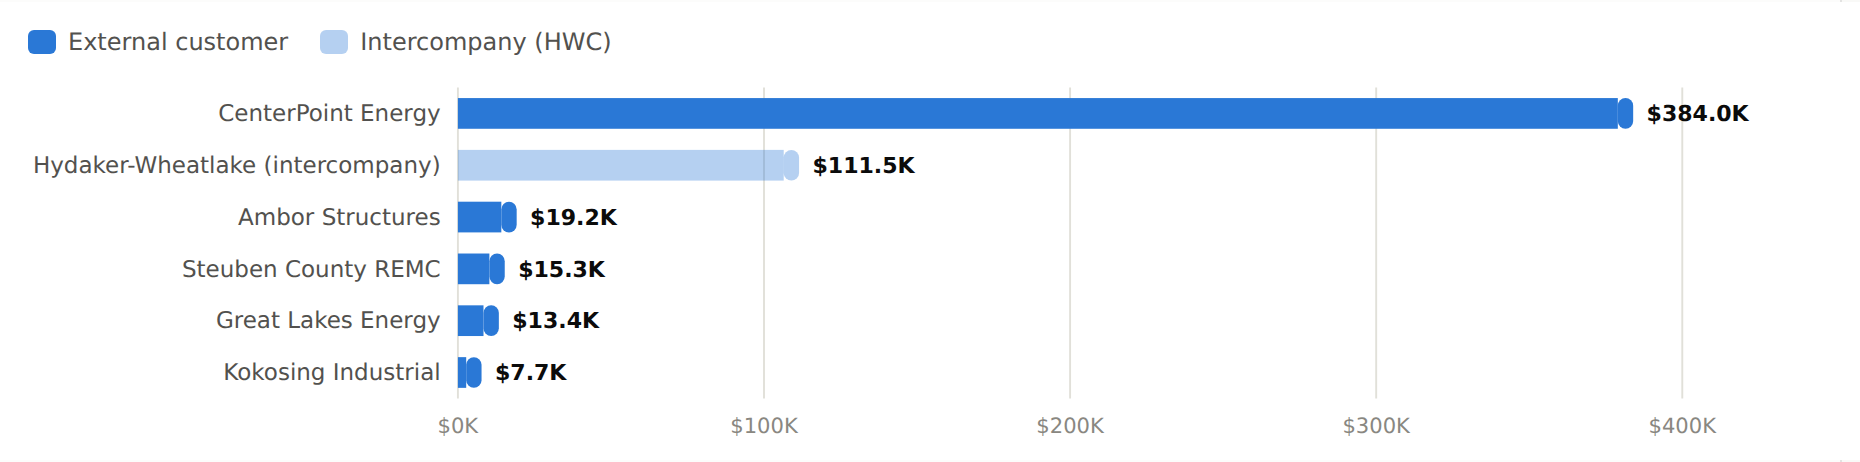 External customer Intercompany (HWC)
CenterPoint Energy $384.0K
Hydaker-Wheatlake (intercompany) $111.5K
Ambor Structures $19.2K
Steuben County REMC $15.3K
Great Lakes Energy $13.4K
Kokosing Industrial $7.7K
$0K $100K $200K $300K $400K